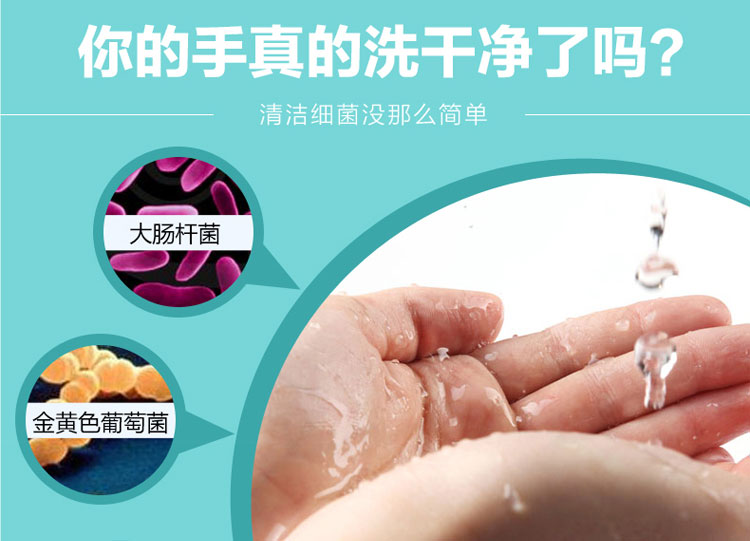 你的手真的洗干净了吗?
清洁细菌没那么简单
大肠杆菌
金黄色葡萄菌